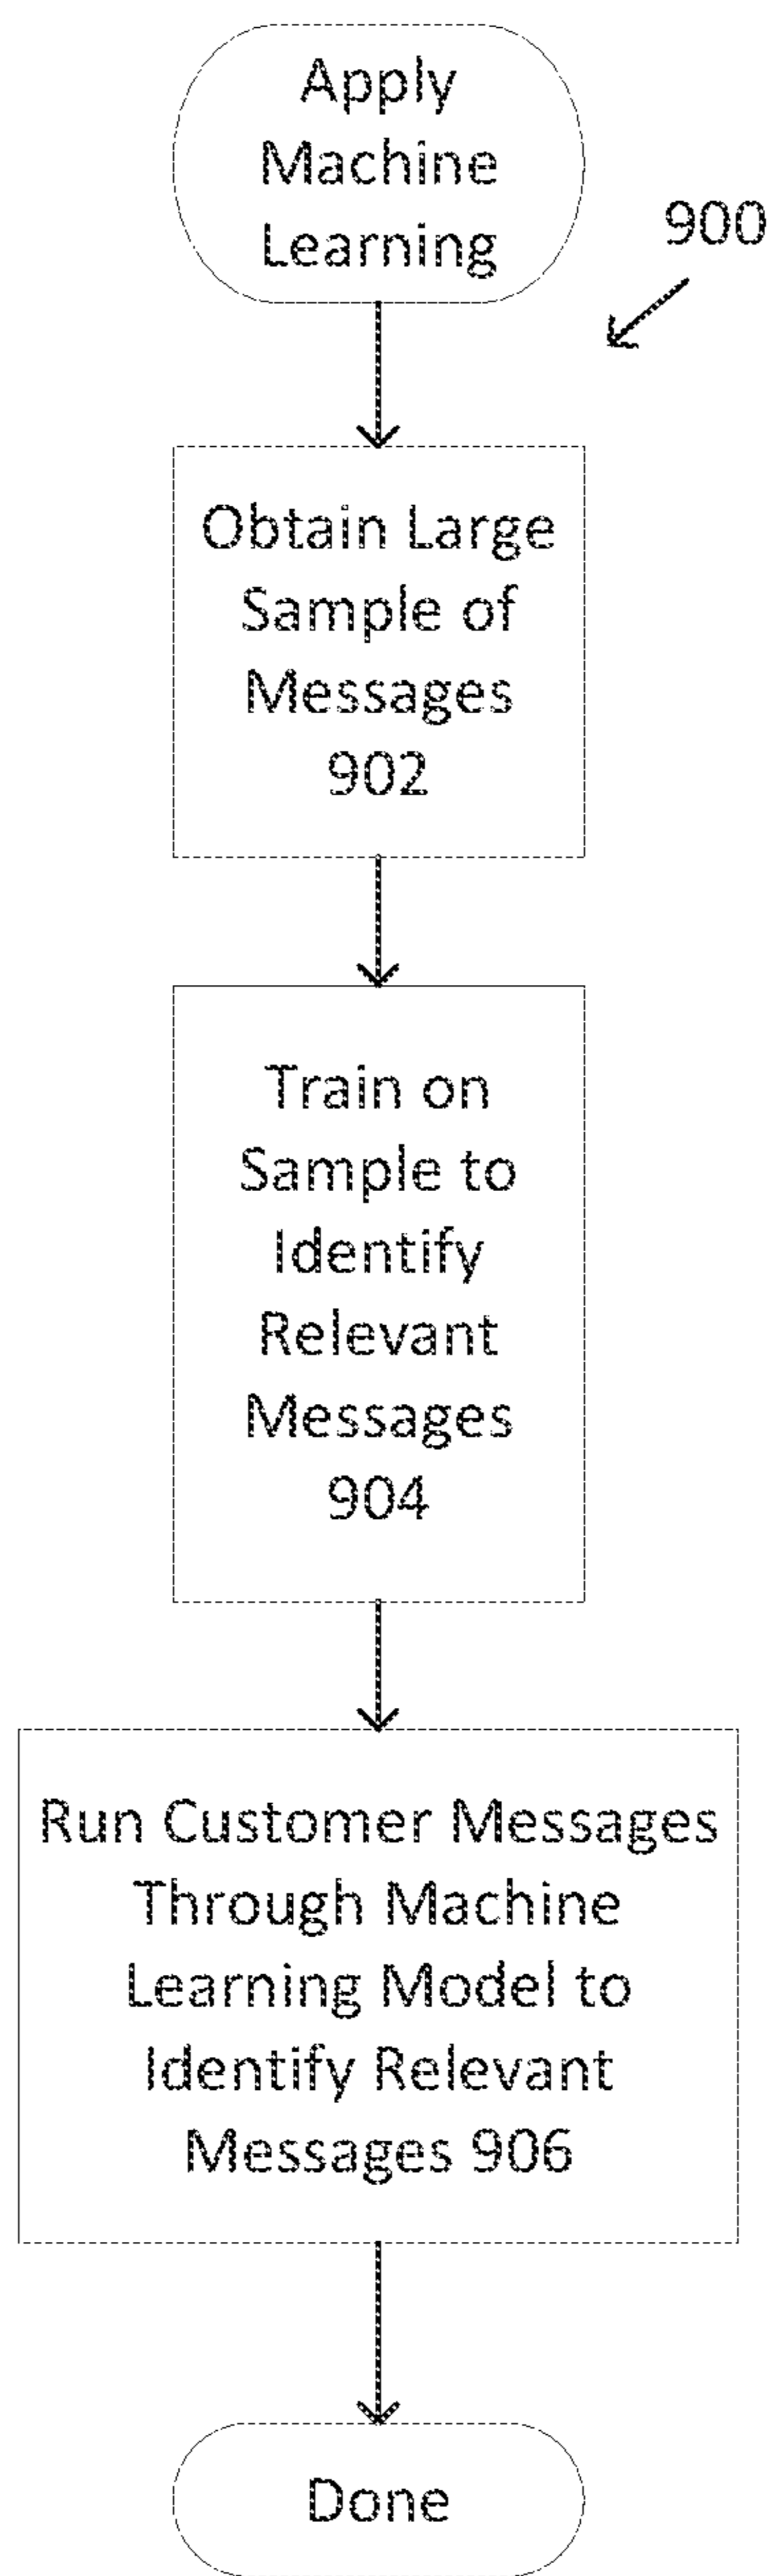 Apply
Machine
Learning
900
Obtain Large
Sample of
Messages
902
Train on
Sample to
Identify
Relevant
Messages
904
Run Customer Messages
Through Machine
Learning Model to
Identify Relevant
Messages 906
Done